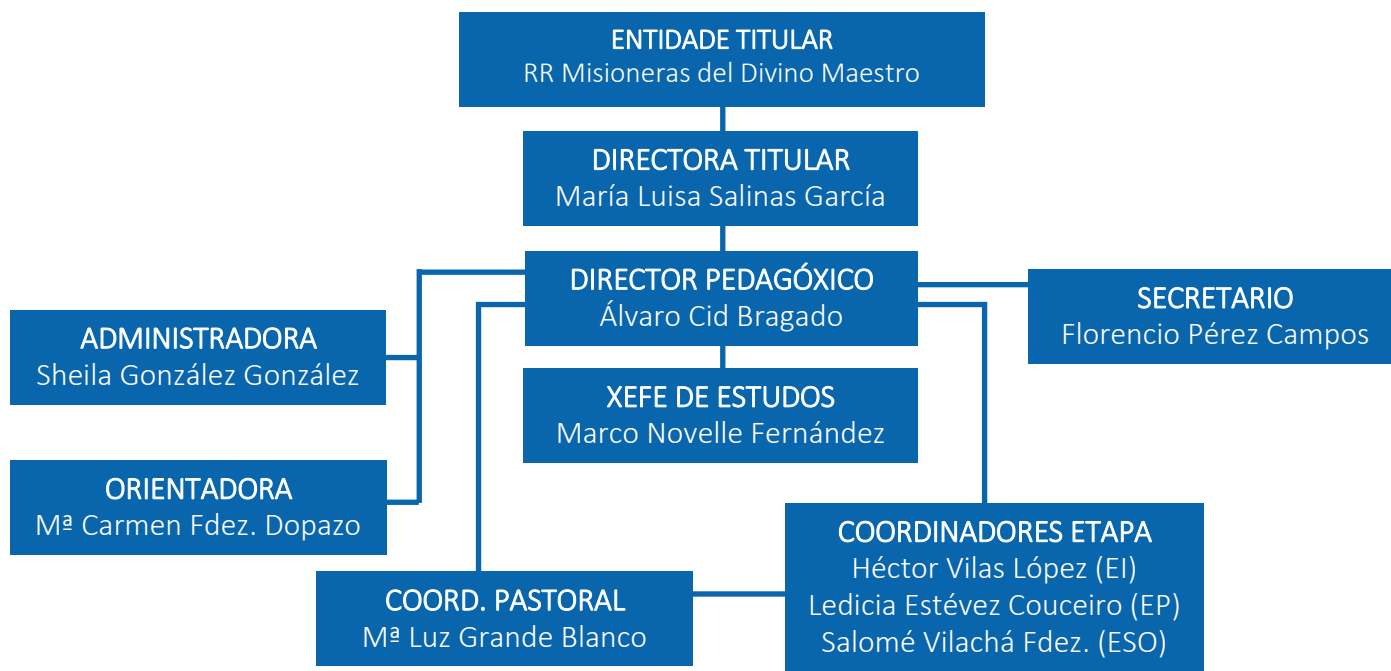 ENTIDADE TITULAR
RR Misioneras del Divino Maestro
DIRECTORA TITULAR
María Luisa Salinas García
DIRECTOR PEDAGÓXICO
Álvaro Cid Bragado
SECRETARIO
Florencio Pérez Campos
ADMINISTRADORA
Sheila González González
XEFE DE ESTUDOS
Marco Novelle Fernández
ORIENTADORA
Mª Carmen Fdez. Dopazo
COORDINADORES ETAPA
Héctor Vilas López (EI)
Ledicia Estévez Couceiro (EP)
Salomé Vilachá Fdez. (ESO)
COORD. PASTORAL
Mª Luz Grande Blanco